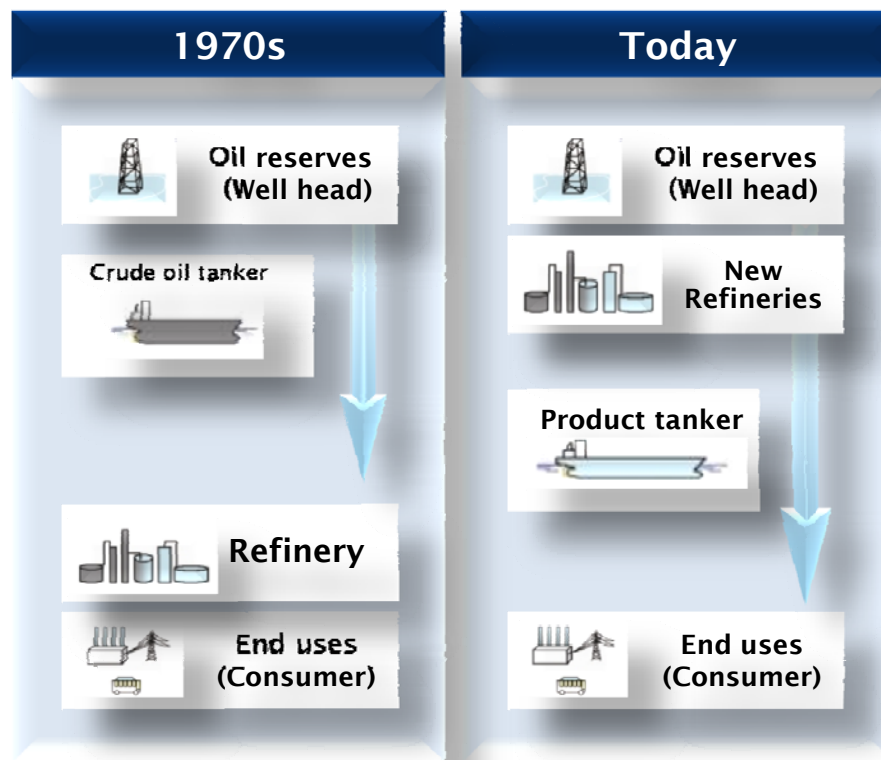 1970s
Oil reserves
(Well head)
Crude oil tanker
Refinery
End uses
(Consumer)
Today
Oil reserves
(Well head)
New
Refineries
Product tanker
End uses
(Consumer)